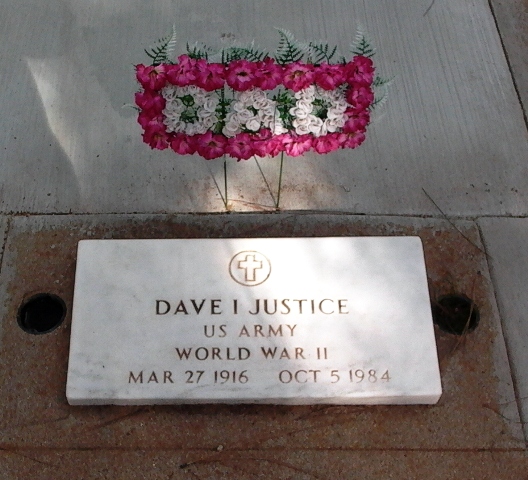 DAVE I JUSTICE
US ARMY
WORLD WAR II
MAR 27 1916 OCT 5 1984